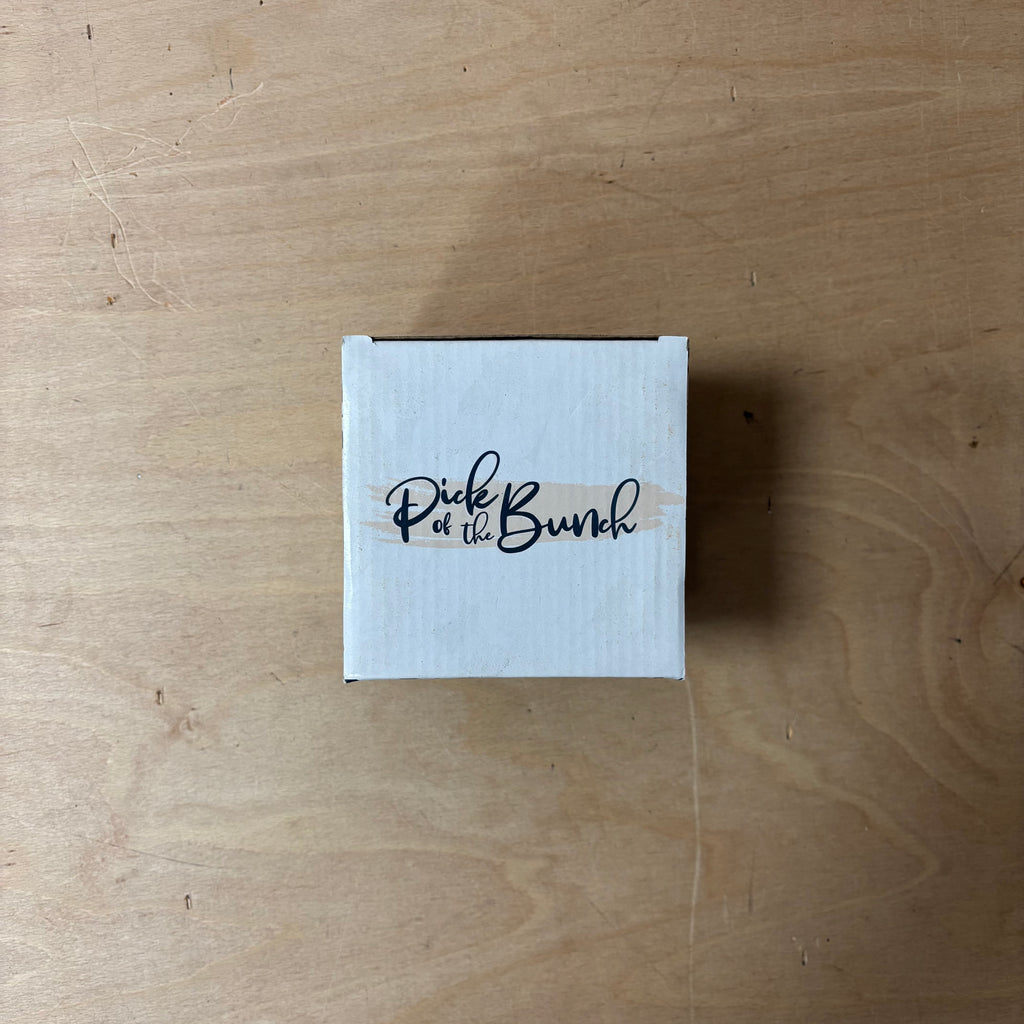 Pick
of the Bunch